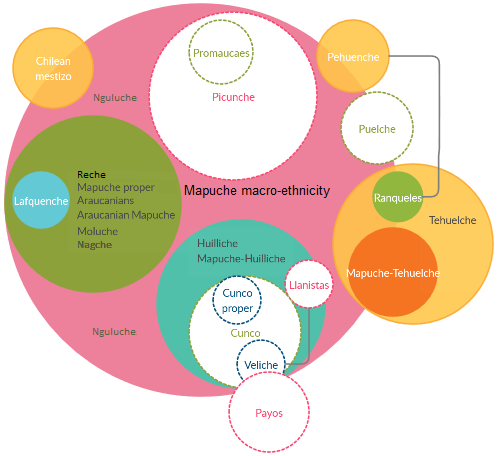 Promaucaes
Chilean
mestizo
Pehuenche
Nguluche
Picunche
Puelche
Reche
Mapuche proper
Araucanians
Araucanian Mapuche
Moluche
Nagche
Lafquenche
Mapuche macro-ethnicity
Ranqueles
Tehuelche
Huilliche
Mapuche-Huilliche
Mapuche-Tehuelche
Llanistas
Cunco
proper
Nguluche
Cunco
Veliche
Payos